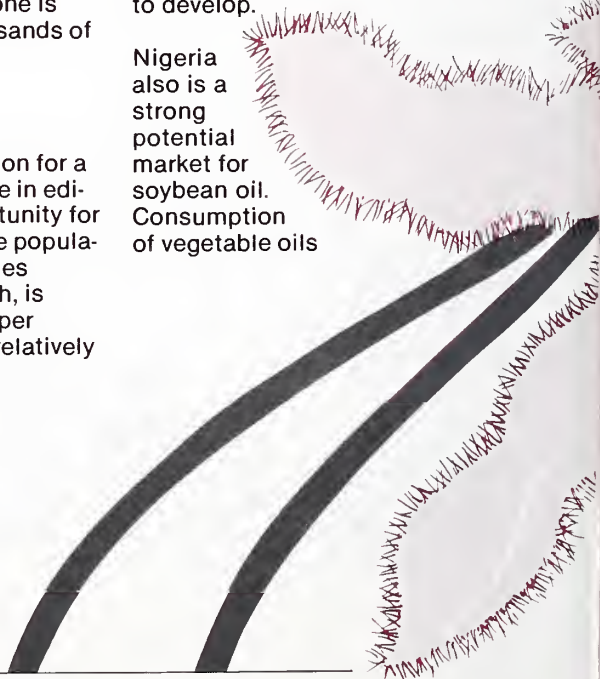 one is
sands of
on for a
e in edi-
tunity for
e popula-
es
h, is
per
relatively
to develop.
Nigeria
also is a
strong
potential
market for
soybean oil.
Consumption
of vegetable oils